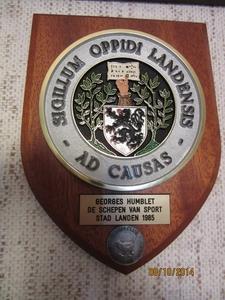 SIGILLUM OPPIDI LANDENSIS
- AD CAUSAS -
GEORGES HUMBLET
DE SCHEPEN VAN SPORT
STAD LANDEN 1985
09/10/2014